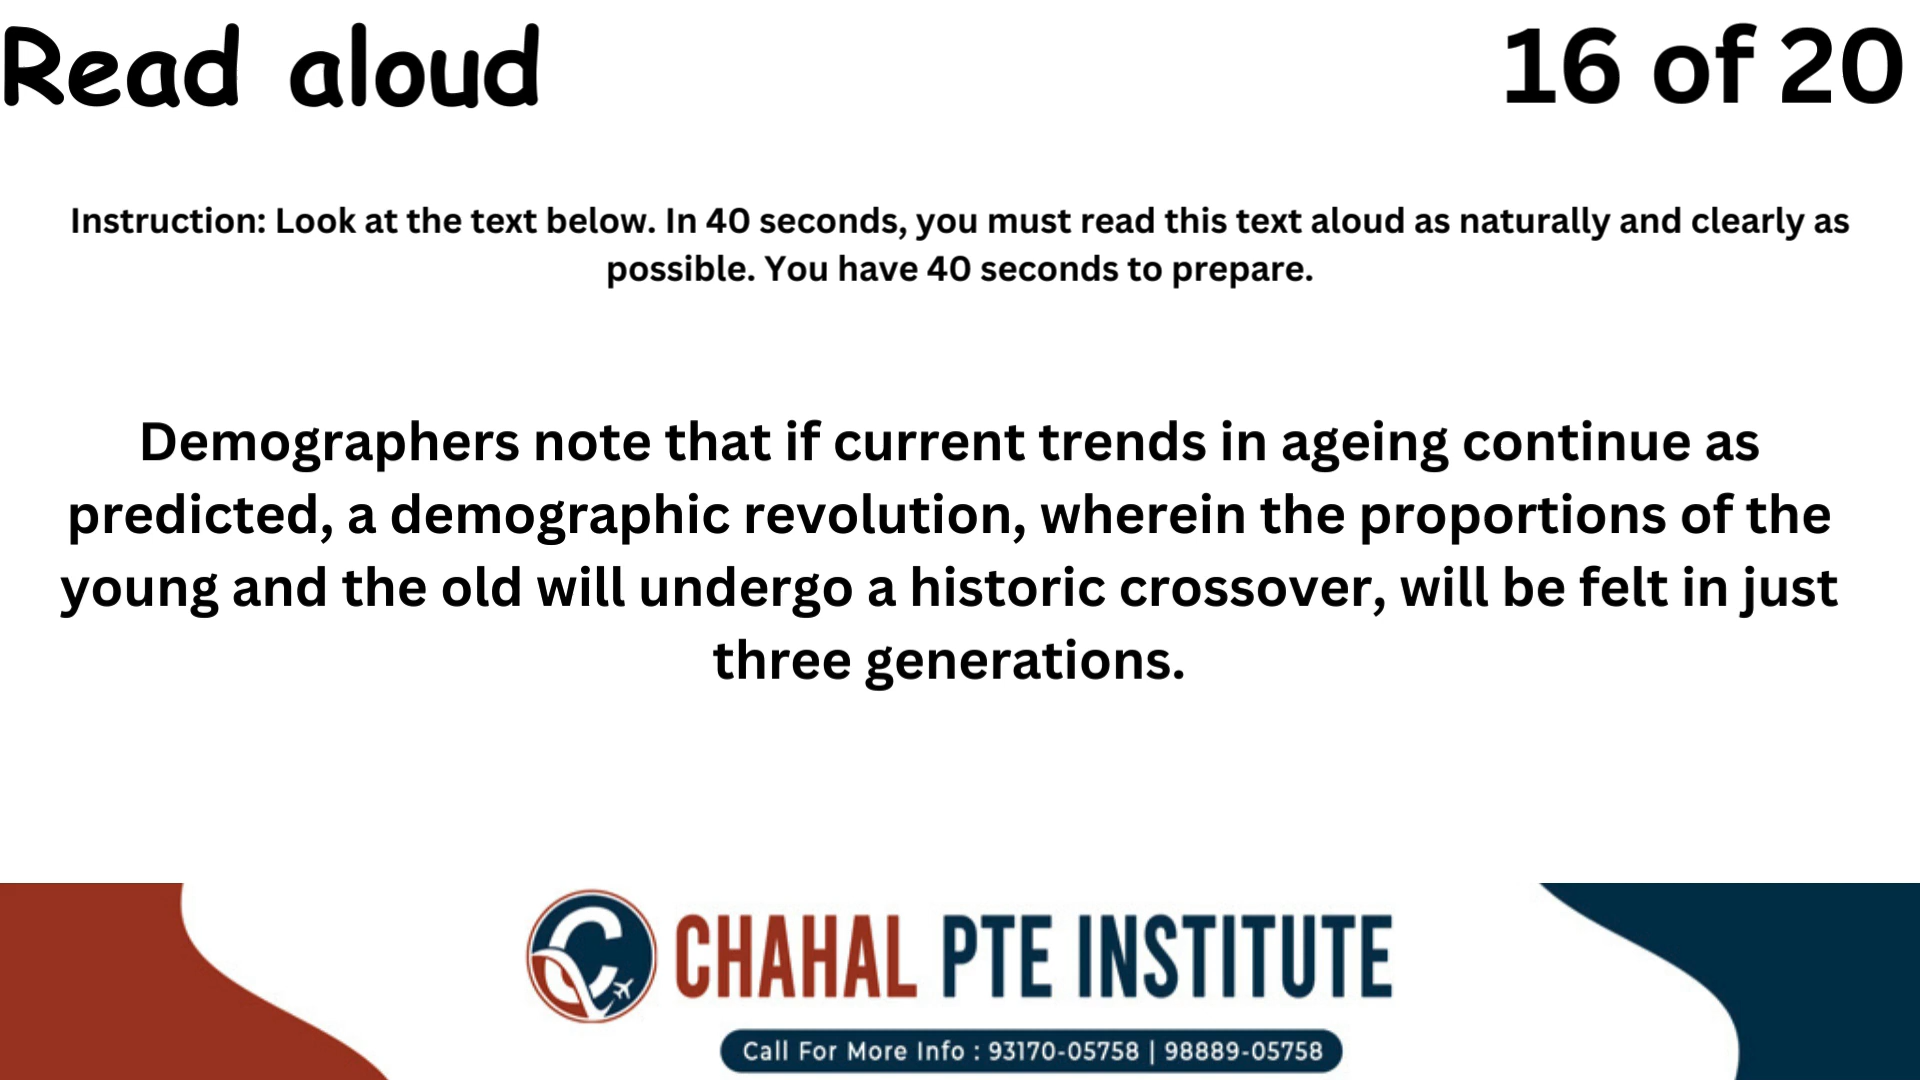 Read aloud
16 of 20
Instruction: Look at the text below. In 40 seconds, you must read this text aloud as naturally and clearly as
possible. You have 40 seconds to prepare.
Demographers note that if current trends in ageing continue as
predicted, a demographic revolution, wherein the proportions of the
young and the old will undergo a historic crossover, will be felt in just
three generations.
CHAHAL PTE INSTITUTE
Call For More Info : 93170-05758 | 98889-05758